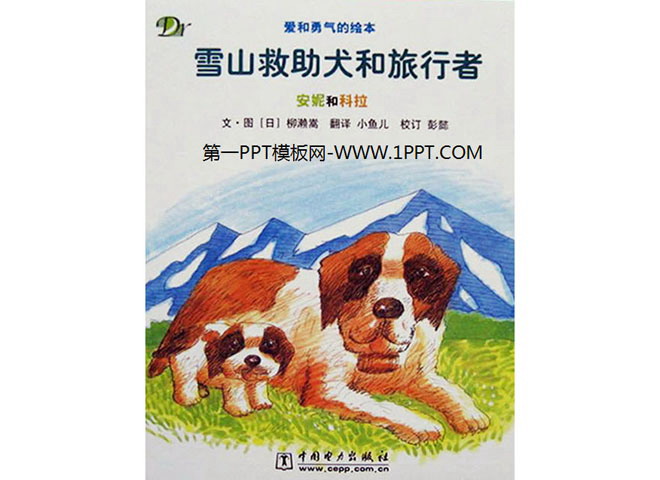 Dr
爱和勇气的绘本
雪山救助犬和旅行者
安妮和科拉
文·图［日］柳濑嵩 翻译 小鱼儿 校订 彭懿
第一PPT模板网-WWW.1PPT.COM
中国电力出版社
www.cepp.com.cn